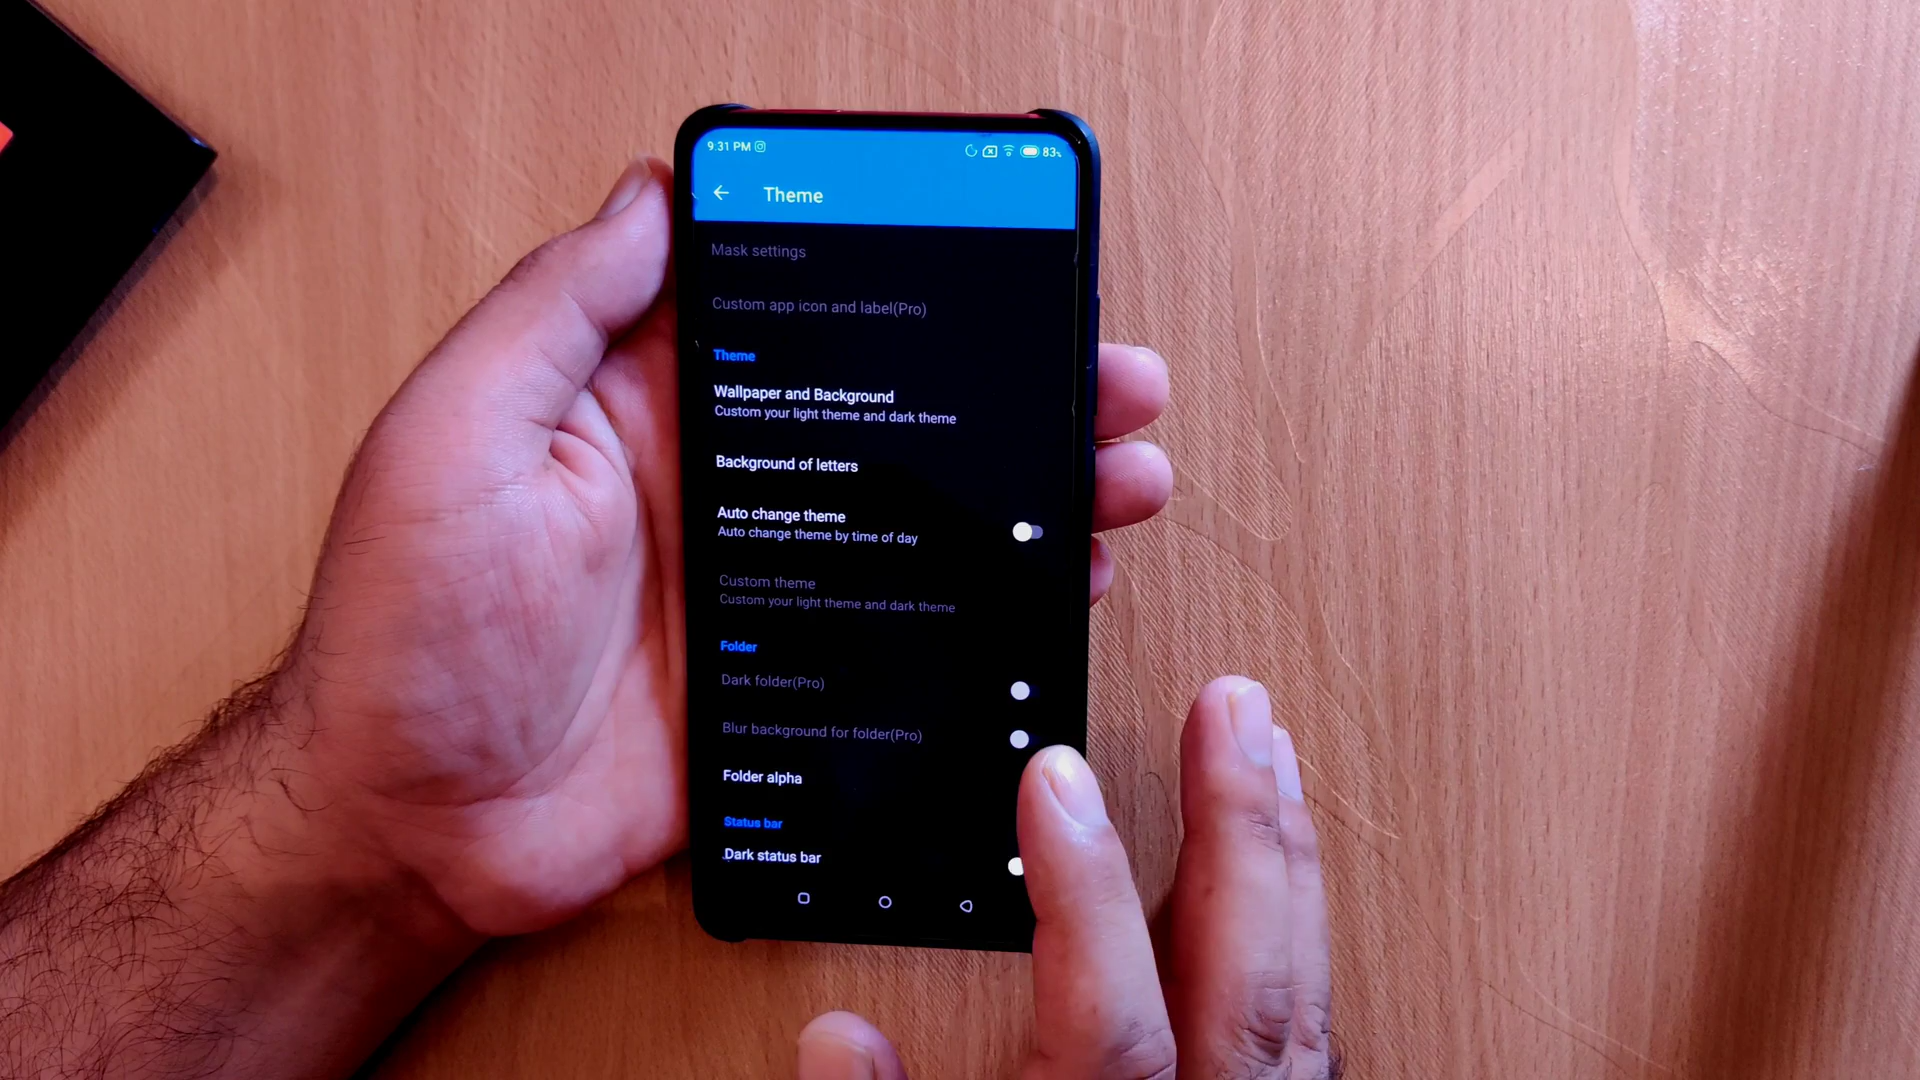 9:31 PM
83%
Theme
Mask settings
Custom app icon and label(Pro)
Theme
Wallpaper and Background
Custom your light theme and dark theme
Background of letters
Auto change theme
Auto change theme by time of day
Custom theme
Custom your light theme and dark theme
Folder
Dark folder(Pro)
Blur background for folder(Pro)
Folder alpha
Status bar
Dark status bar